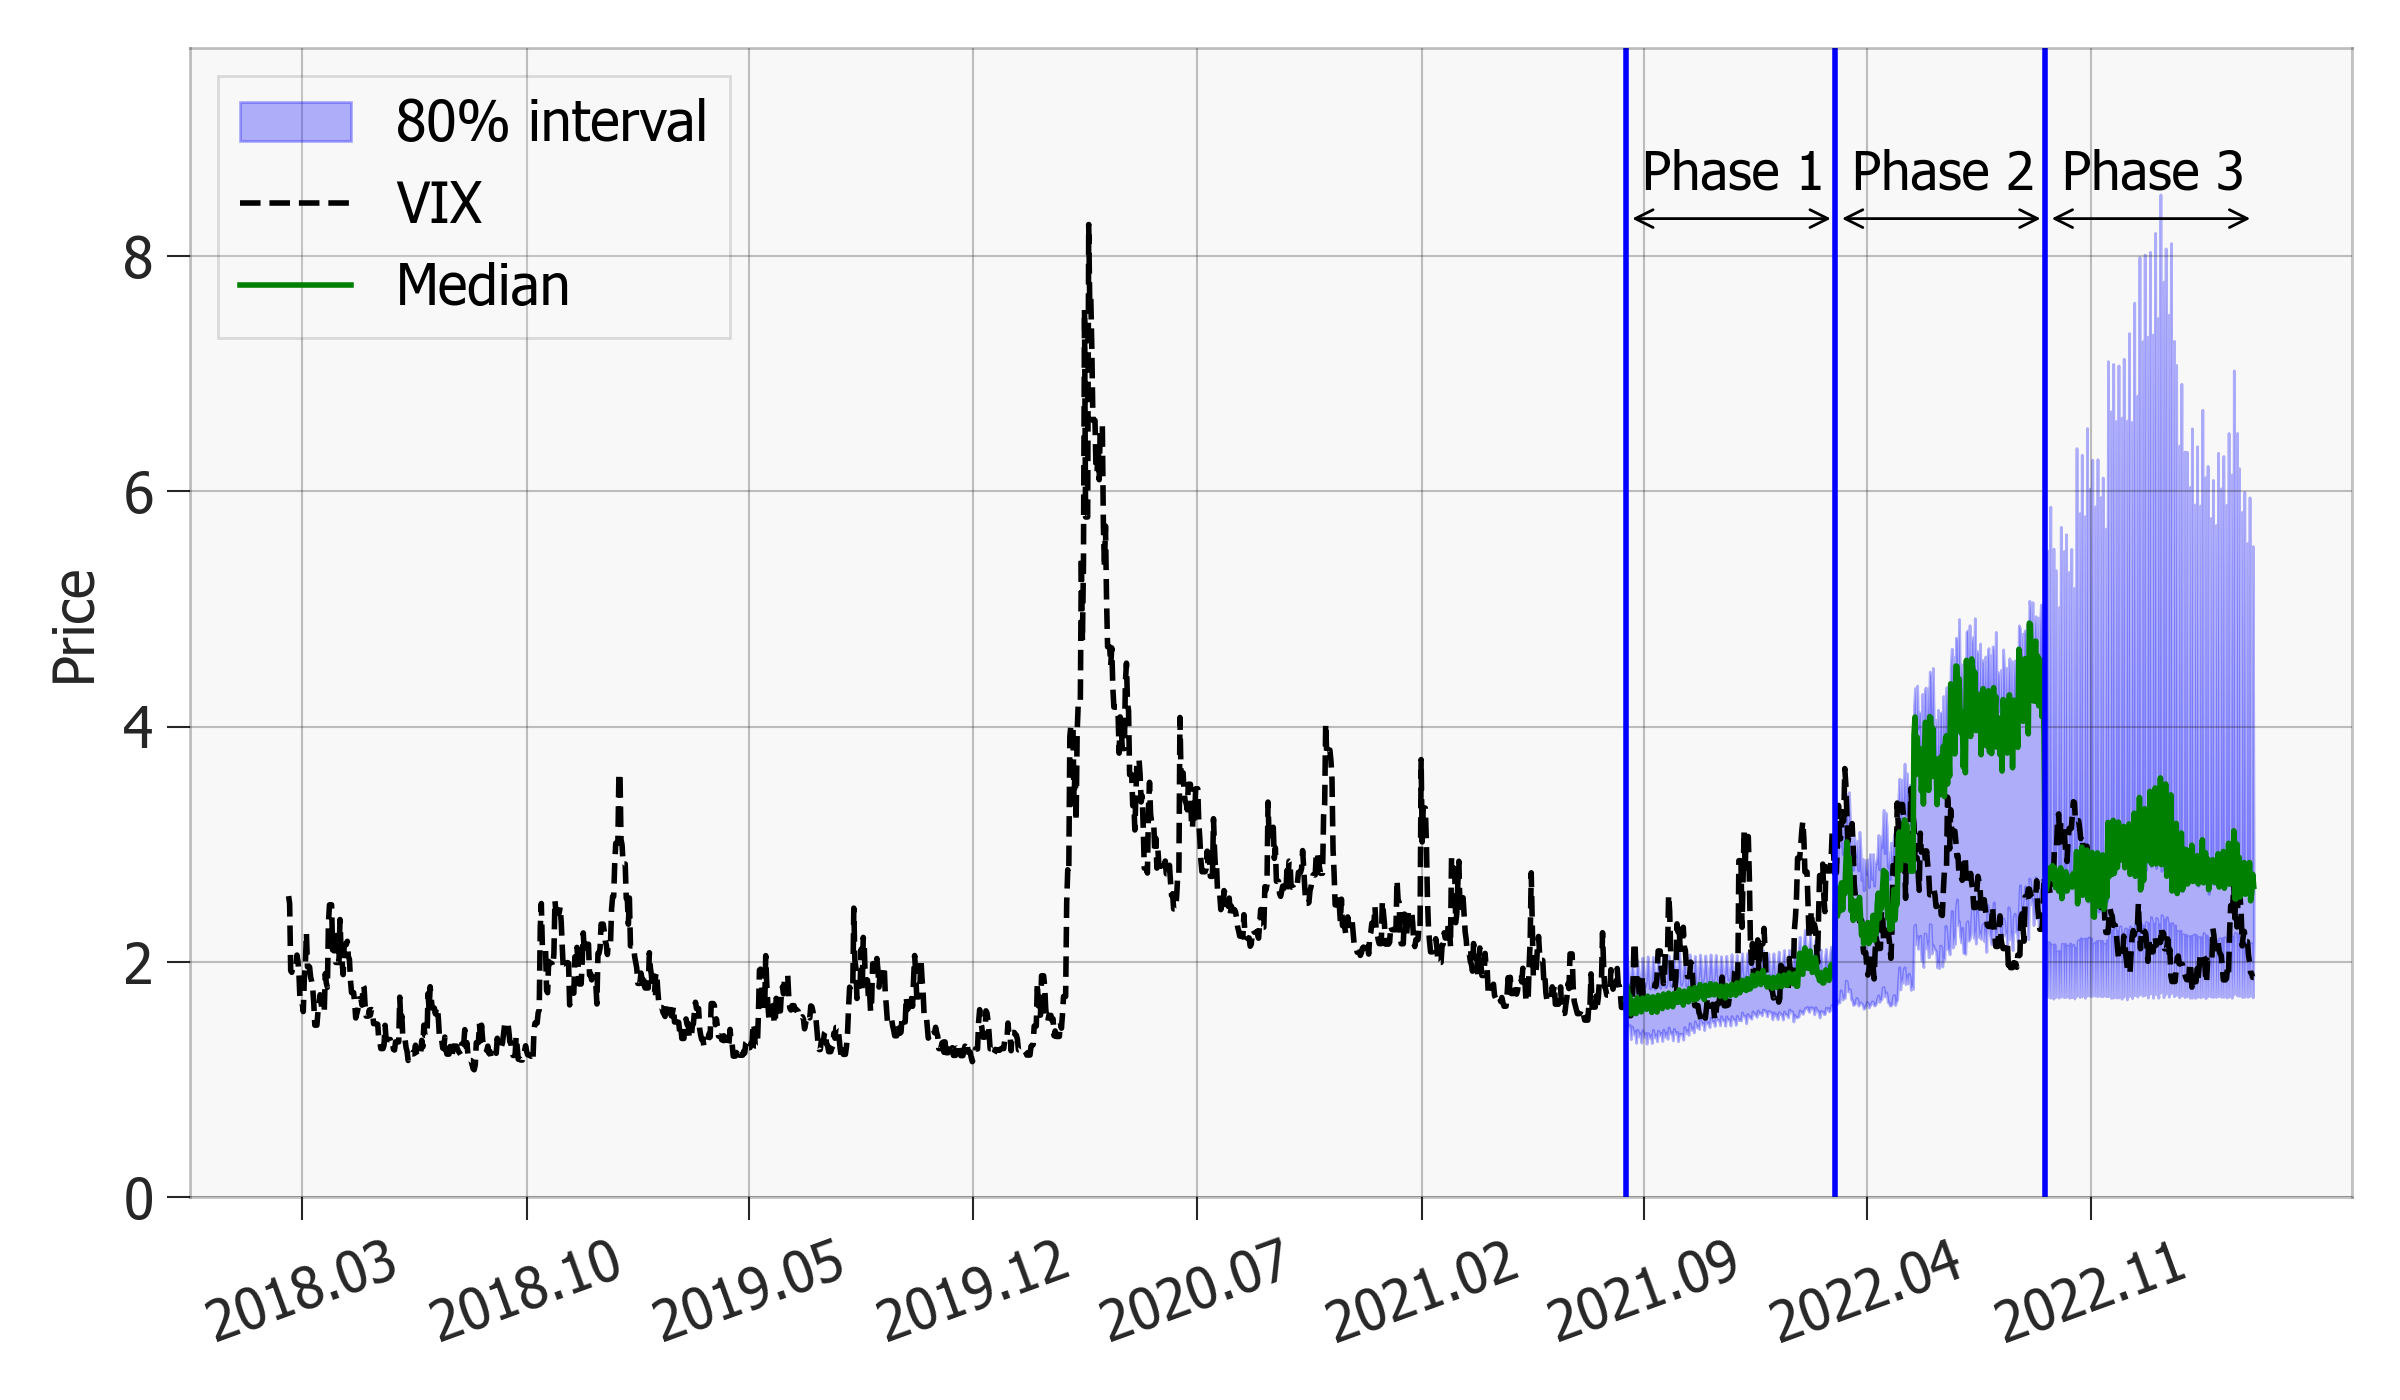 80% interval
VIX
Median
Phase 1
Phase 2
Phase 3
Price
8
6
4
2
0
2018.03
2018.10
2019.05
2019.12
2020.07
2021.02
2021.09
2022.04
2022.11